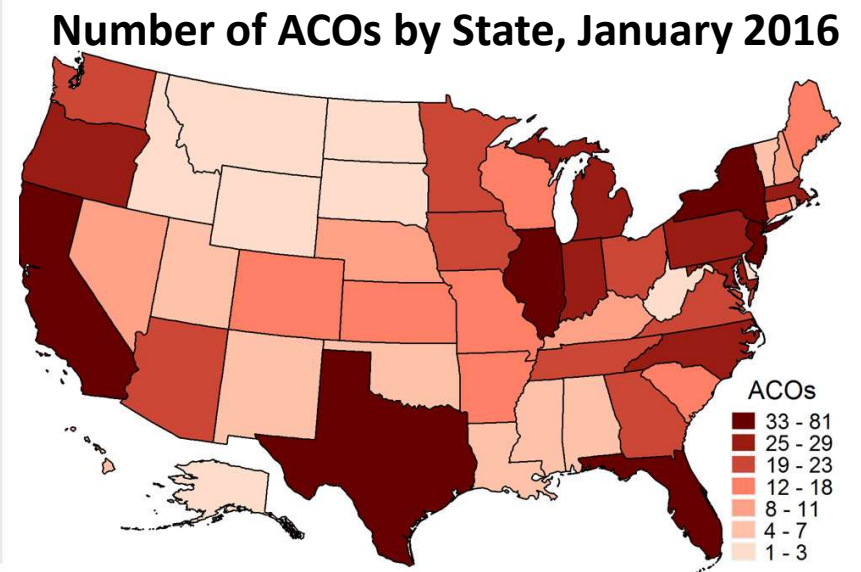 Number of ACOs by State, January 2016
ACOs
33 - 81
25 - 29
19 - 23
12 - 18
8 - 11
4 - 7
1 - 3